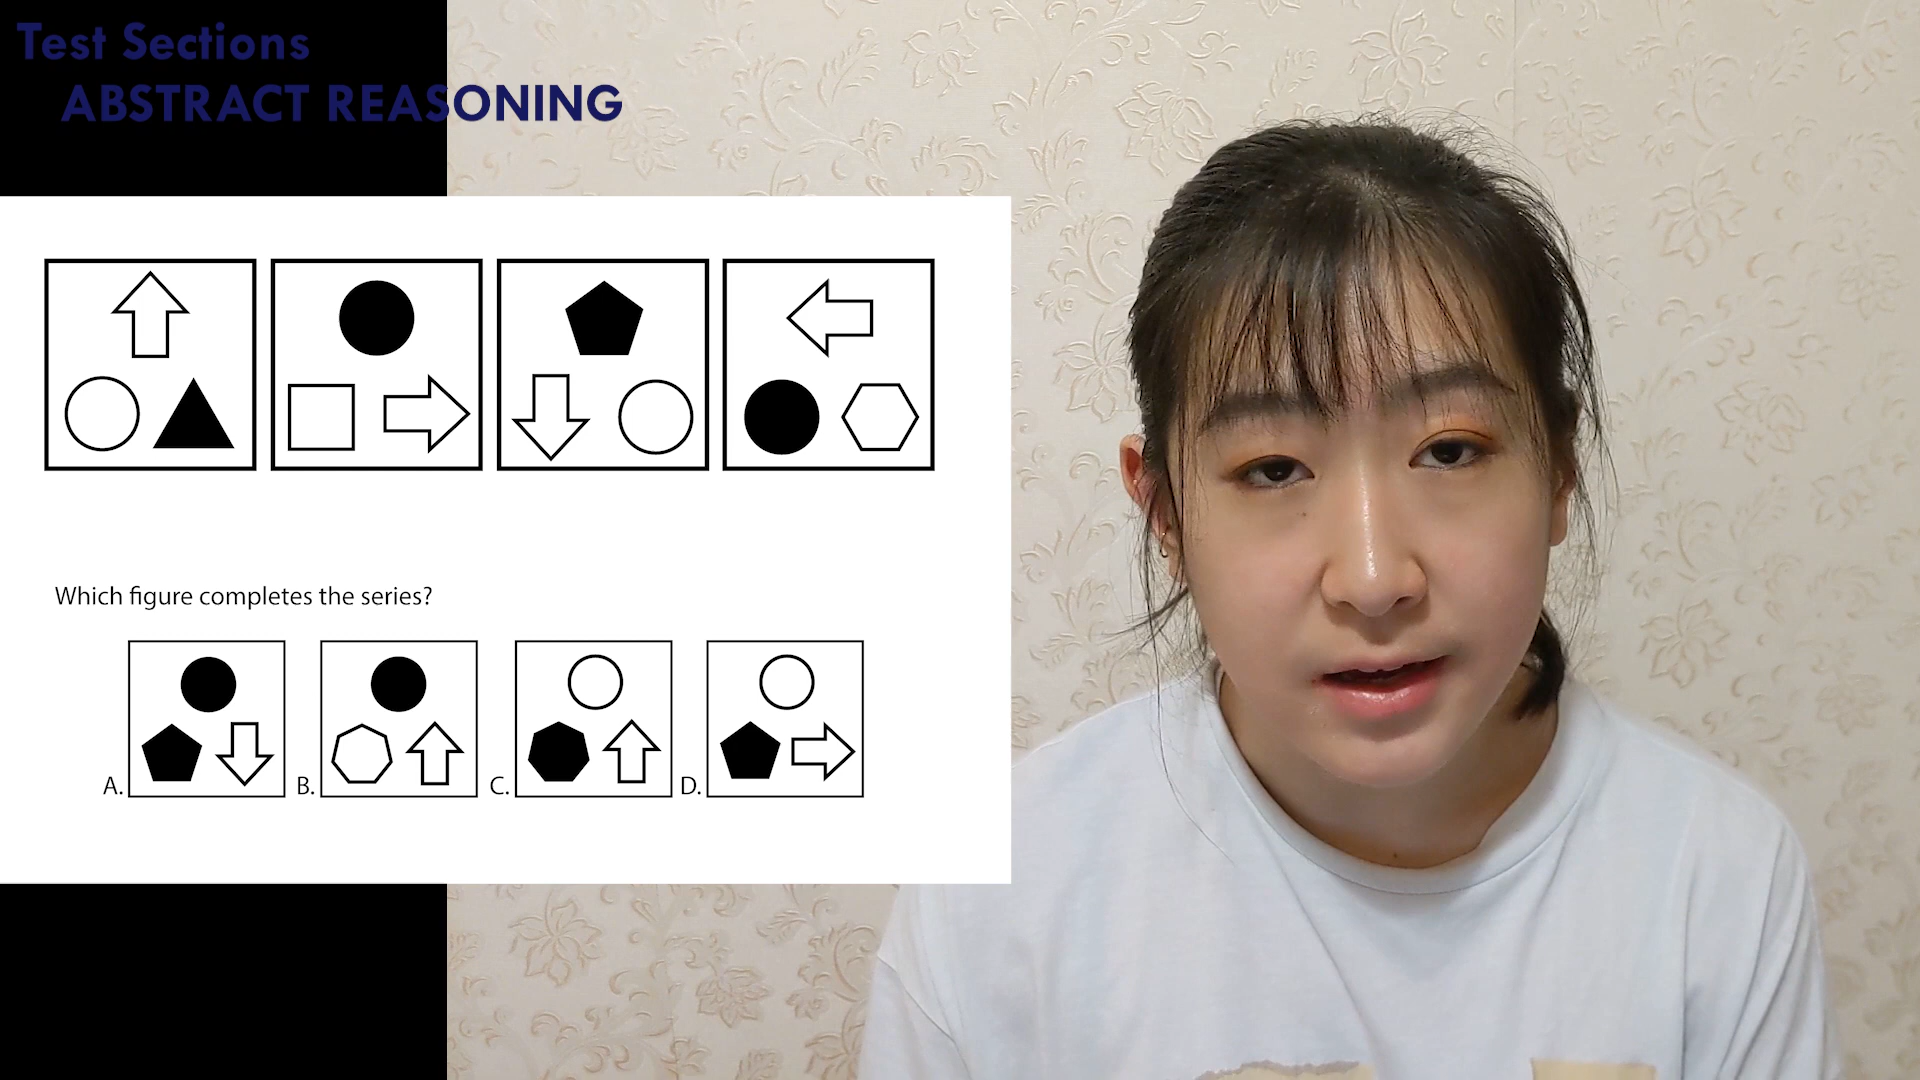 Test Sections
ABSTRACT REASONING
Which figure completes the series?
A. B. C. D.